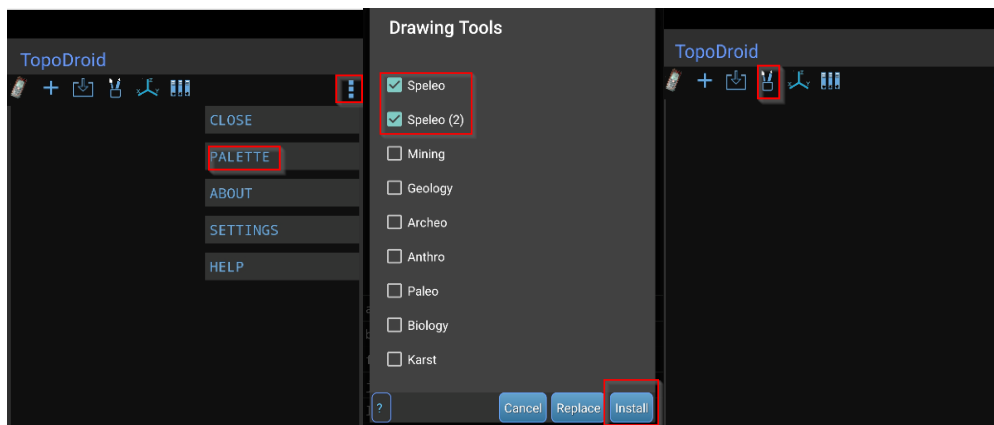 TopoDroid
CLOSE
PALETTE
ABOUT
SETTINGS
HELP
Drawing Tools
Speleo
Speleo (2)
Mining
Geology
Archeo
Anthro
Paleo
Biology
Karst
?
Cancel
Replace
Install
TopoDroid